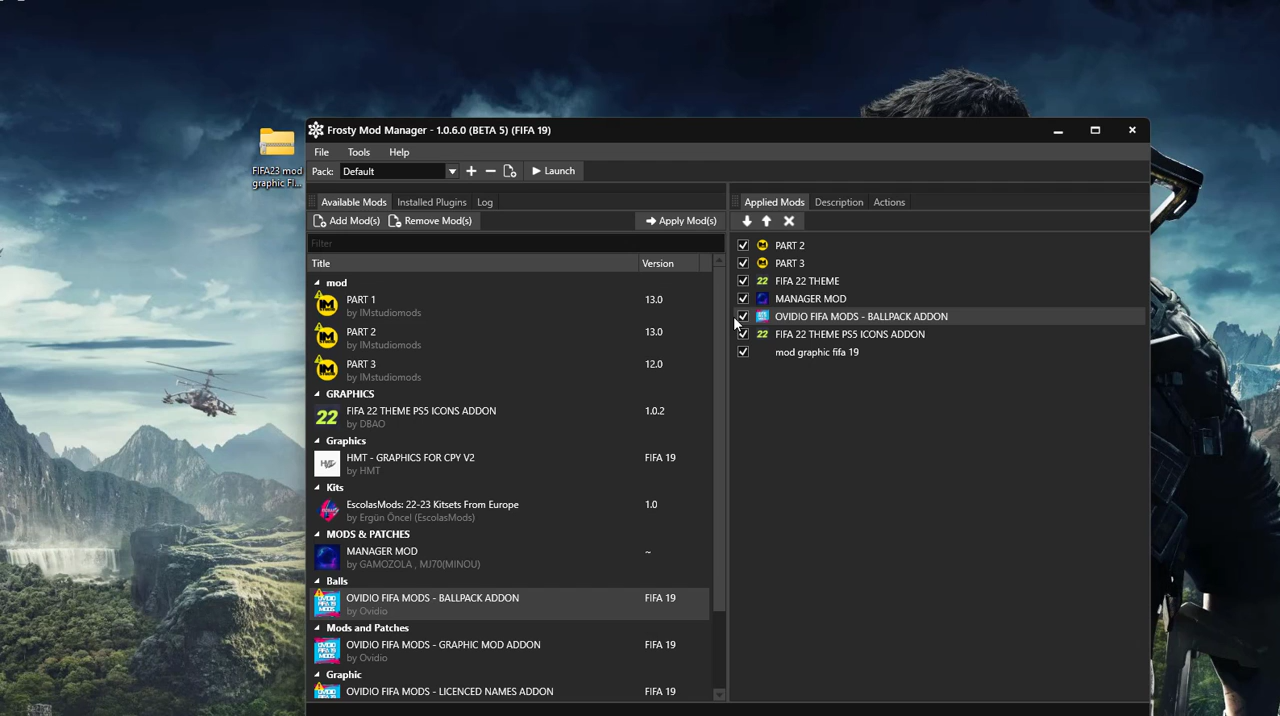 FIFA23 mod
graphic FI...
Frosty Mod Manager - 1.0.6.0 (BETA 5) (FIFA 19)
File Tools Help
Pack: Default Launch
Available Mods Installed Plugins Log
Add Mod(s) Remove Mod(s) Apply Mod(s)
Filter
Title Version
mod
PART 1 13.0
by IMstudiomods
PART 2 13.0
by IMstudiomods
PART 3 12.0
by IMstudiomods
GRAPHICS
22 FIFA 22 THEME PS5 ICONS ADDON 1.0.2
by DBAO
Graphics
HMT HMT - GRAPHICS FOR CPY V2 FIFA 19
by HMT
Kits
EscolasMods: 22-23 Kitsets From Europe 1.0
by Ergün Öncel (EscolasMods)
MODS & PATCHES
MANAGER MOD ~
by GAMOZOLA , MJ70(MINOU)
Balls
OVIDIO FIFA MODS - BALLPACK ADDON FIFA 19
by Ovidio
Mods and Patches
OVIDIO FIFA MODS - GRAPHIC MOD ADDON FIFA 19
by Ovidio
Graphic
OVIDIO FIFA MODS - LICENCED NAMES ADDON FIFA 19
Applied Mods Description Actions
PART 2
PART 3
22 FIFA 22 THEME
MANAGER MOD
OVIDIO FIFA MODS - BALLPACK ADDON
22 FIFA 22 THEME PS5 ICONS ADDON
mod graphic fifa 19